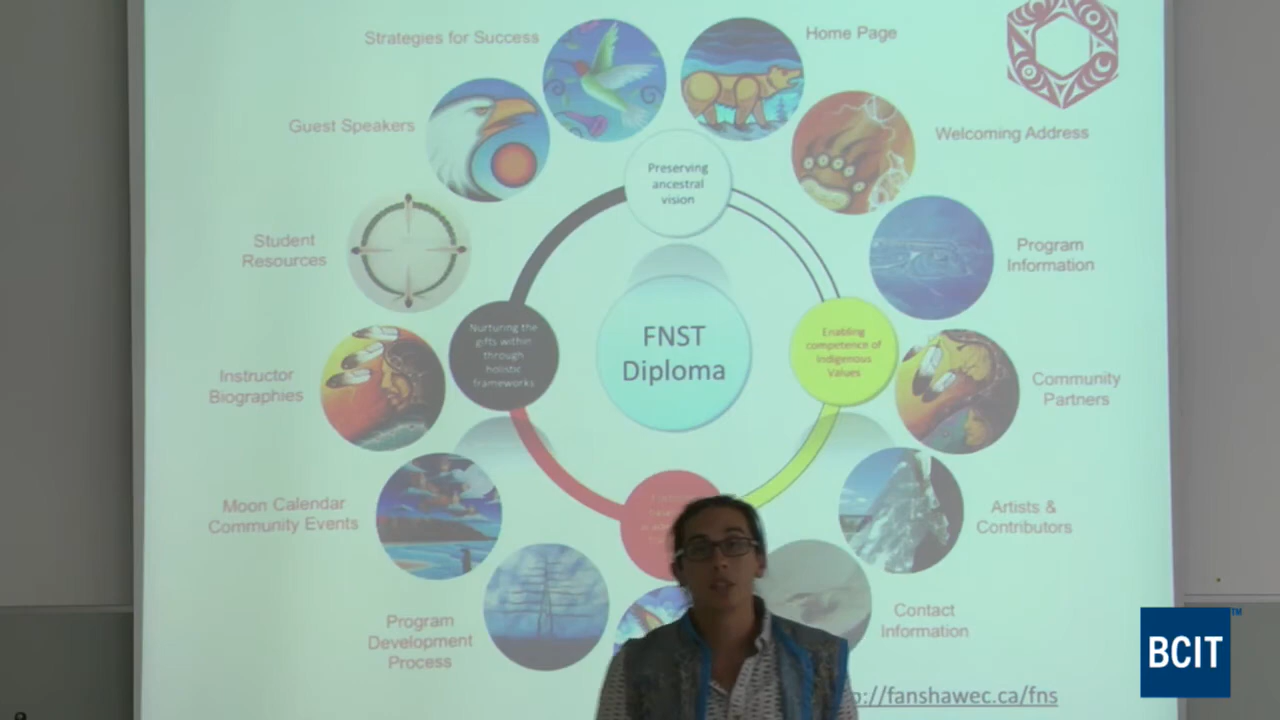 Strategies for Success
Home Page
Guest Speakers
Welcoming Address
Preserving
ancestral
vision
Student
Resources
Program
Information
FNST
Diploma
Nurturing the
gifts within
through
holistic
frameworks
Enabling
competence of
Indigenous
Values
Instructor
Biographies
Community
Partners
Moon Calendar
Community Events
Artists &
Contributors
Program
Development
Process
Contact
Information
://fanshawec.ca/fns
BCIT™